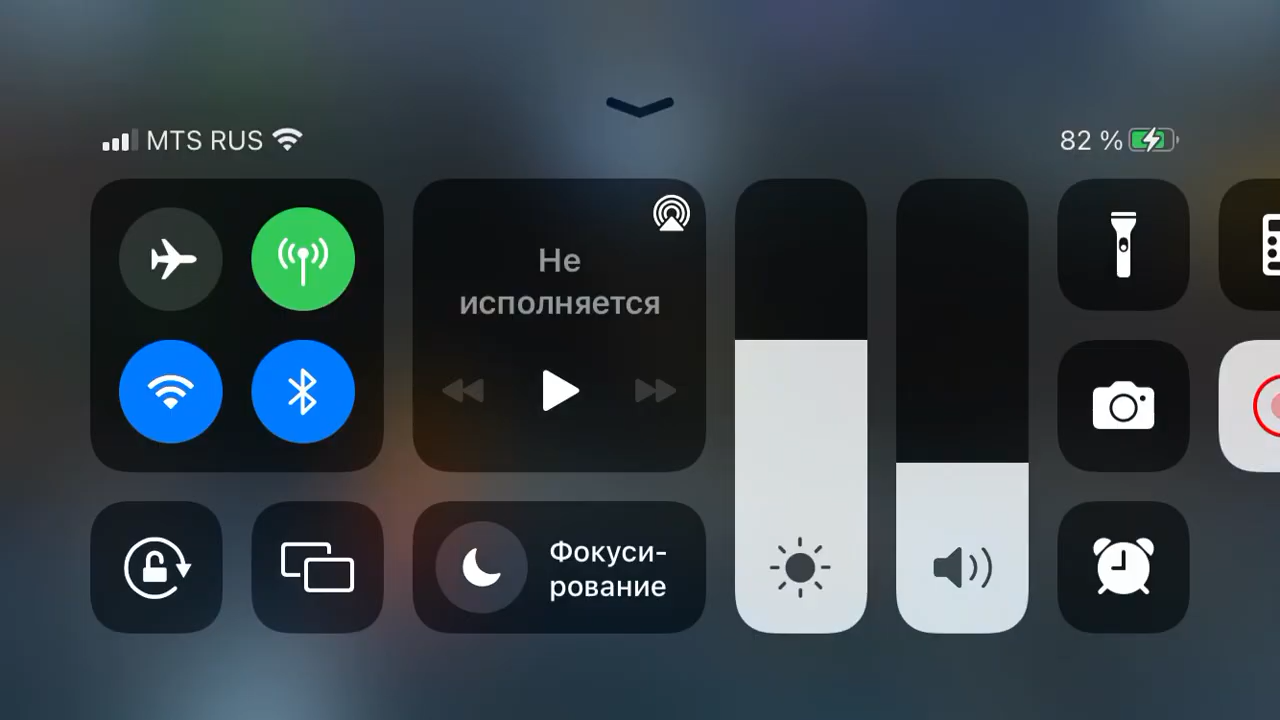 MTS RUS
82 %
Не
исполняется
Фокуси-
рование